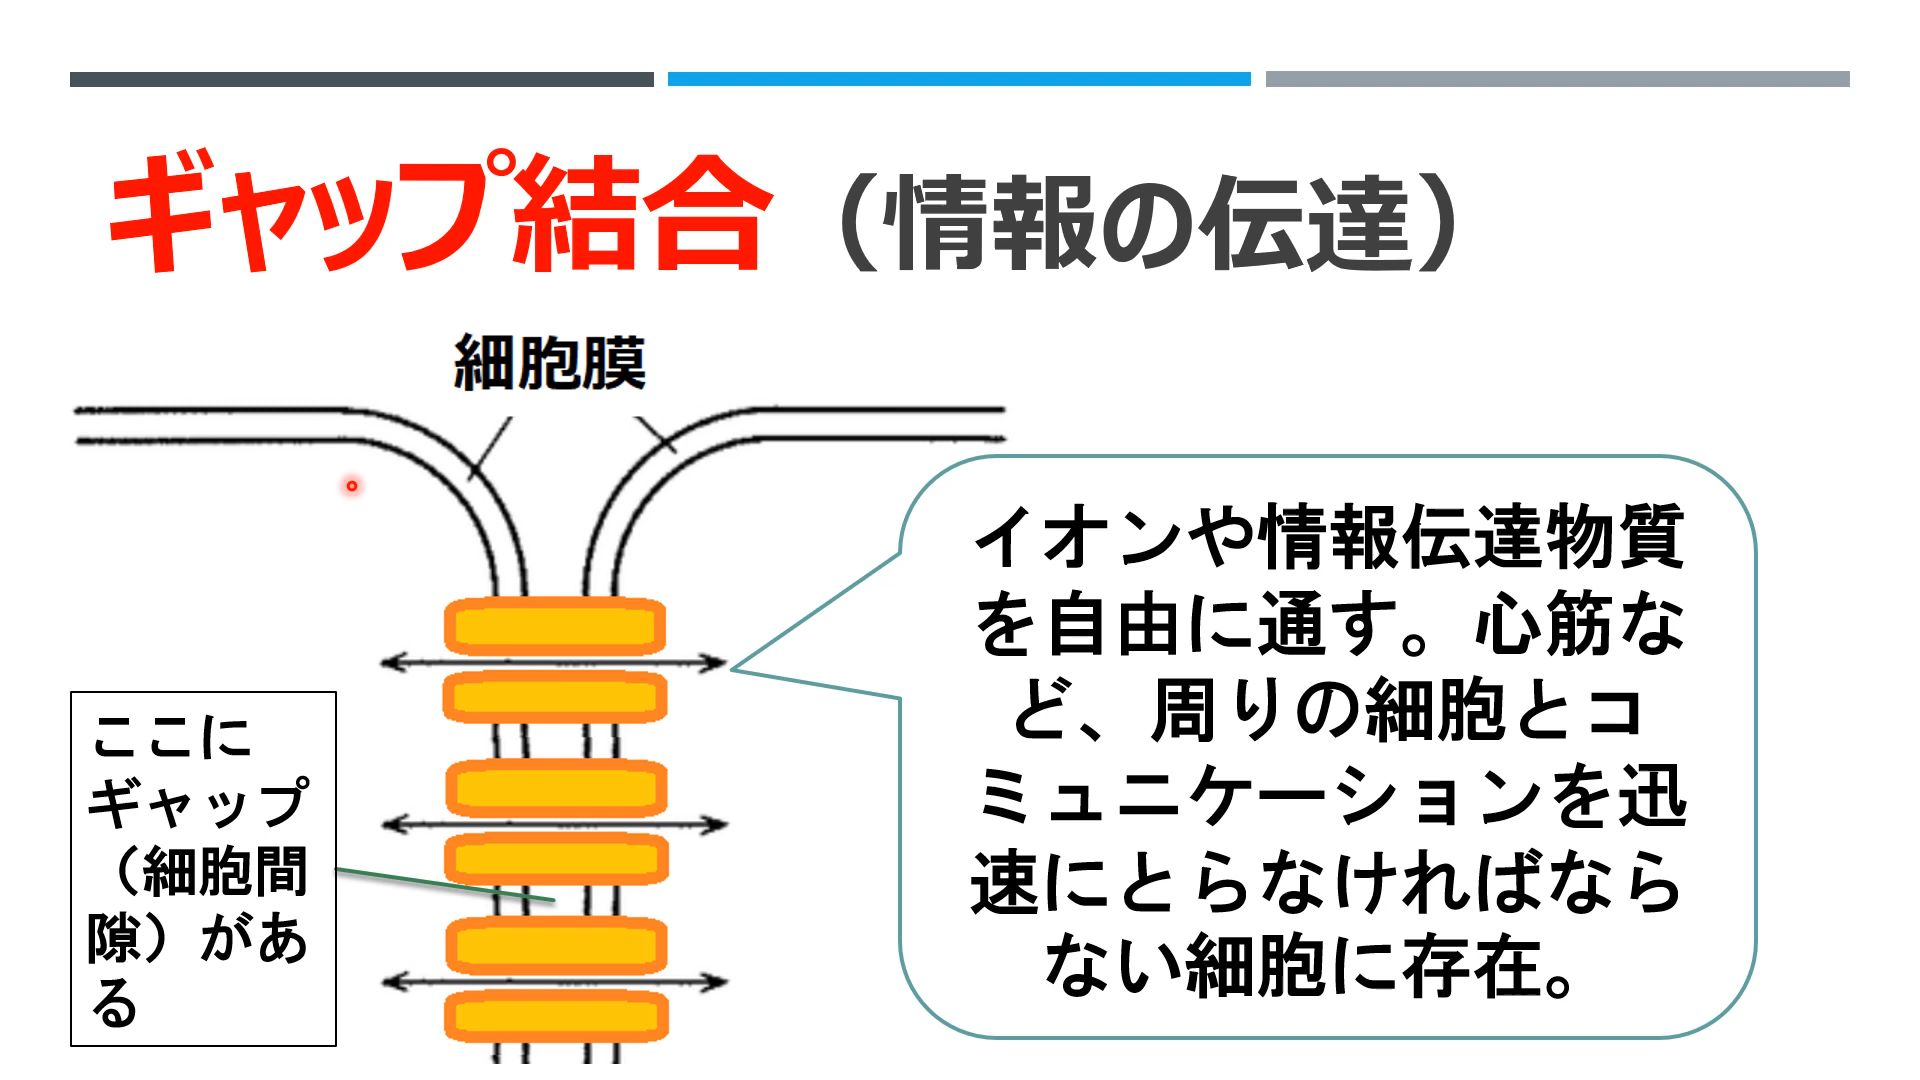 ギャップ結合（情報の伝達）
細胞膜
イオンや情報伝達物質
を自由に通す。心筋な
ど、周りの細胞とコ
ミュニケーションを迅
速にとらなければなら
ない細胞に存在。
ここに
ギャップ
（細胞間
隙）があ
る